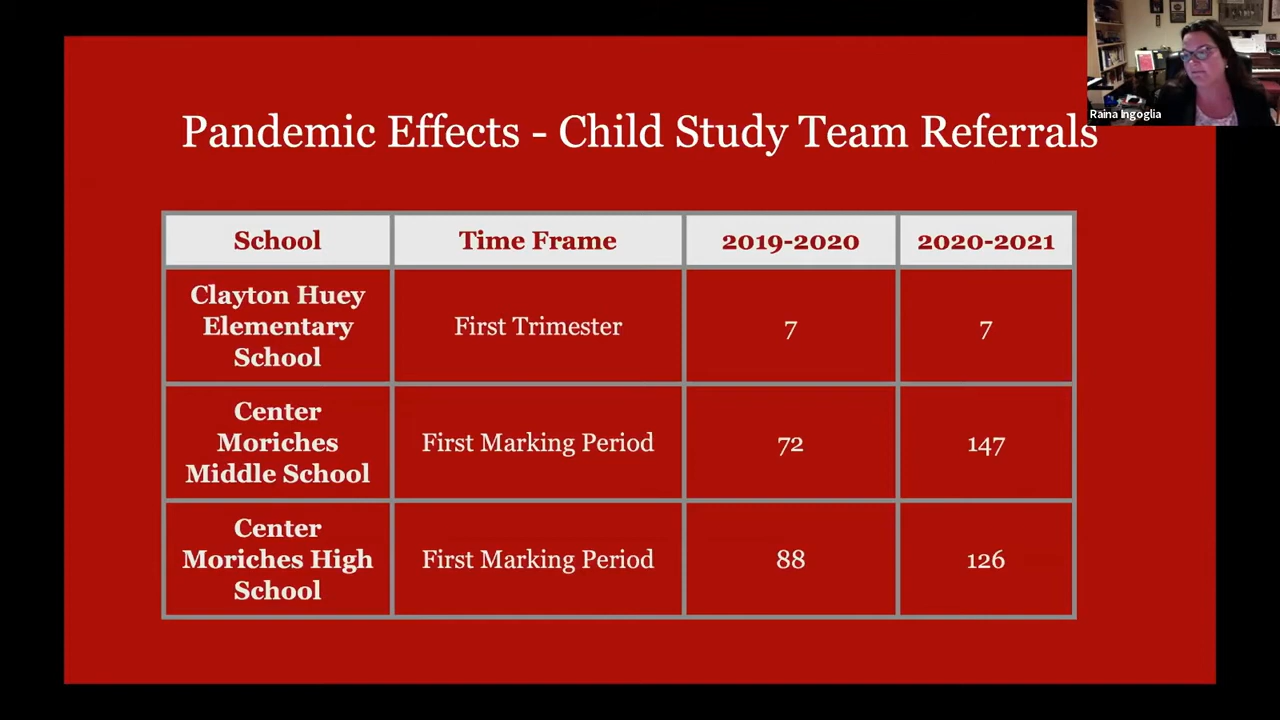 Raina Ingoglia
Pandemic Effects - Child Study Team Referrals
School
Time Frame
2019-2020
2020-2021
Clayton Huey
Elementary
School
First Trimester
7
7
Center
Moriches
Middle School
First Marking Period
72
147
Center
Moriches High
School
First Marking Period
88
126